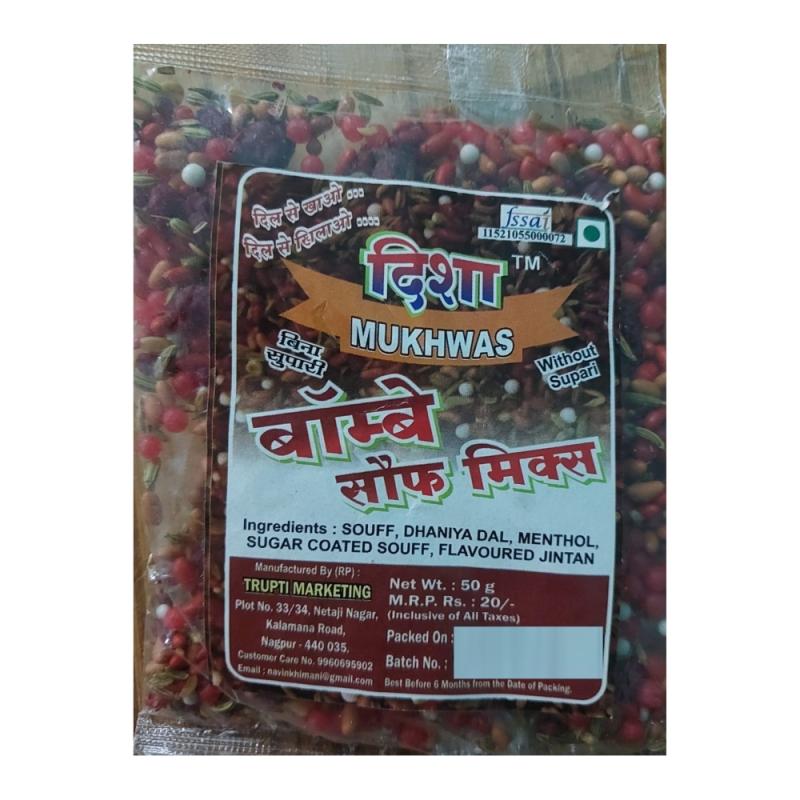 दिल से खाओ ...
दिल से खिलाओ ....
fssai
11521055000072
दिशा TM
MUKHWAS
बिना
सुपारी
Without
Supari
बॉम्बे
सौफ मिक्स
Ingredients : SOUFF, DHANIYA DAL, MENTHOL,
SUGAR COATED SOUFF, FLAVOURED JINTAN
Manufactured By (RP) :
TRUPTI MARKETING
Plot No. 33/34, Netaji Nagar,
Kalamana Road,
Nagpur - 440 035.
Customer Care No. 9960695902
Email : navinkhimani@gmail.com
Net Wt. : 50 g
M.R.P. Rs. : 20/-
(Inclusive of All Taxes)
Packed On :
Batch No. :
Best Before 6 Months from the Date of Packing.